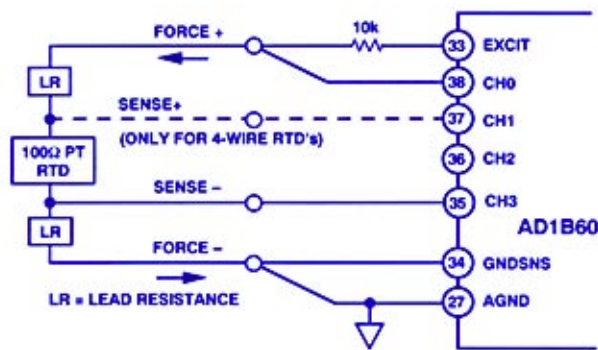 FORCE +
10k
33 EXCIT
LR
38 CH0
SENSE+
37 CH1
(ONLY FOR 4-WIRE RTD's)
100Ω PT
RTD
36 CH2
SENSE –
35 CH3
LR
AD1B60
FORCE –
34 GNDSNS
LR = LEAD RESISTANCE
27 AGND